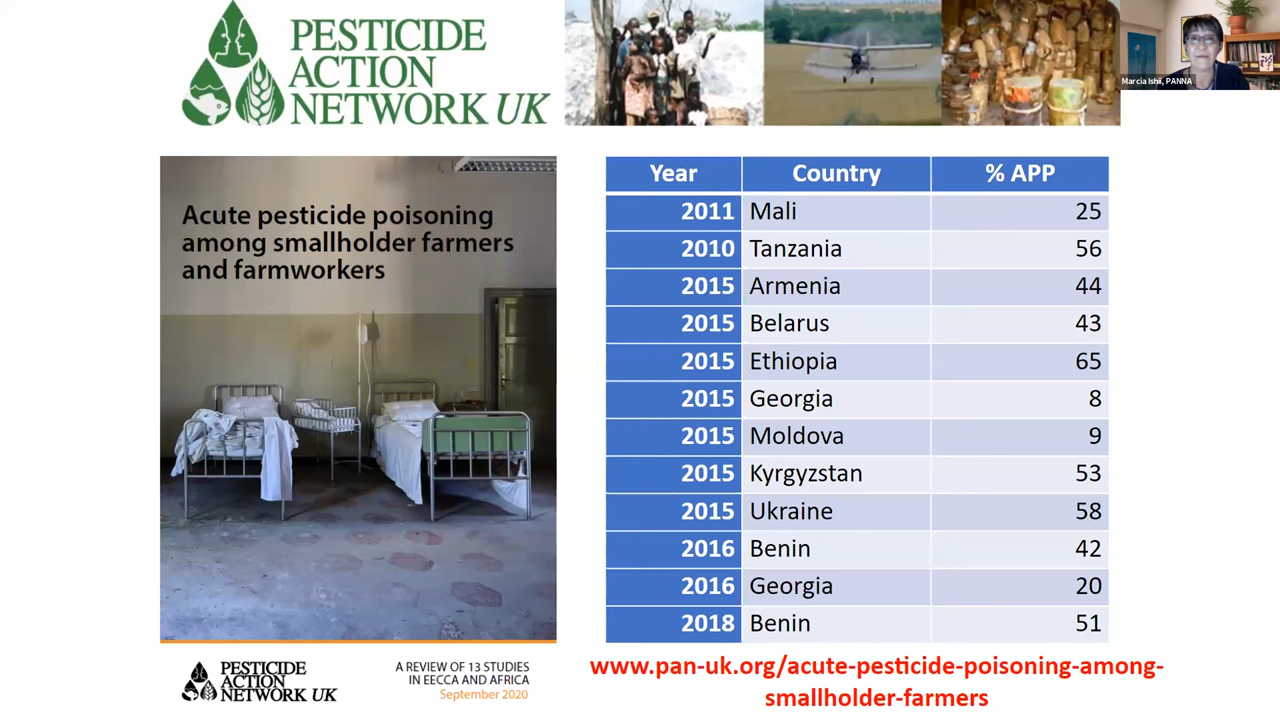 PESTICIDE
ACTION
NETWORK UK
Marcia Ishii, PANNA
Acute pesticide poisoning
among smallholder farmers
and farmworkers
PESTICIDE
ACTION
NETWORK UK
A REVIEW OF 13 STUDIES
IN EECCA AND AFRICA
September 2020
Year Country % APP
2011 Mali 25
2010 Tanzania 56
2015 Armenia 44
2015 Belarus 43
2015 Ethiopia 65
2015 Georgia 8
2015 Moldova 9
2015 Kyrgyzstan 53
2015 Ukraine 58
2016 Benin 42
2016 Georgia 20
2018 Benin 51
www.pan-uk.org/acute-pesticide-poisoning-among-
smallholder-farmers